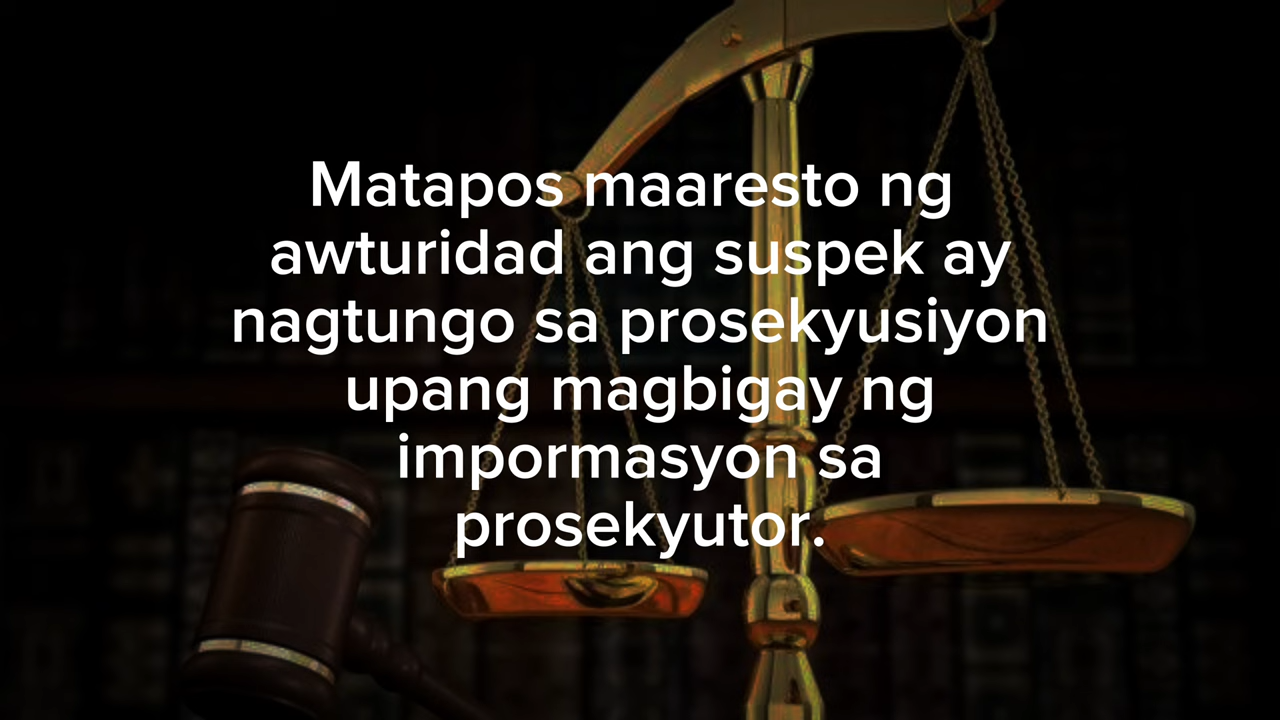 Matapos maaresto ng
awturidad ang suspek ay
nagtungo sa prosekyusiyon
upang magbigay ng
impormasyon sa
prosekyutor.